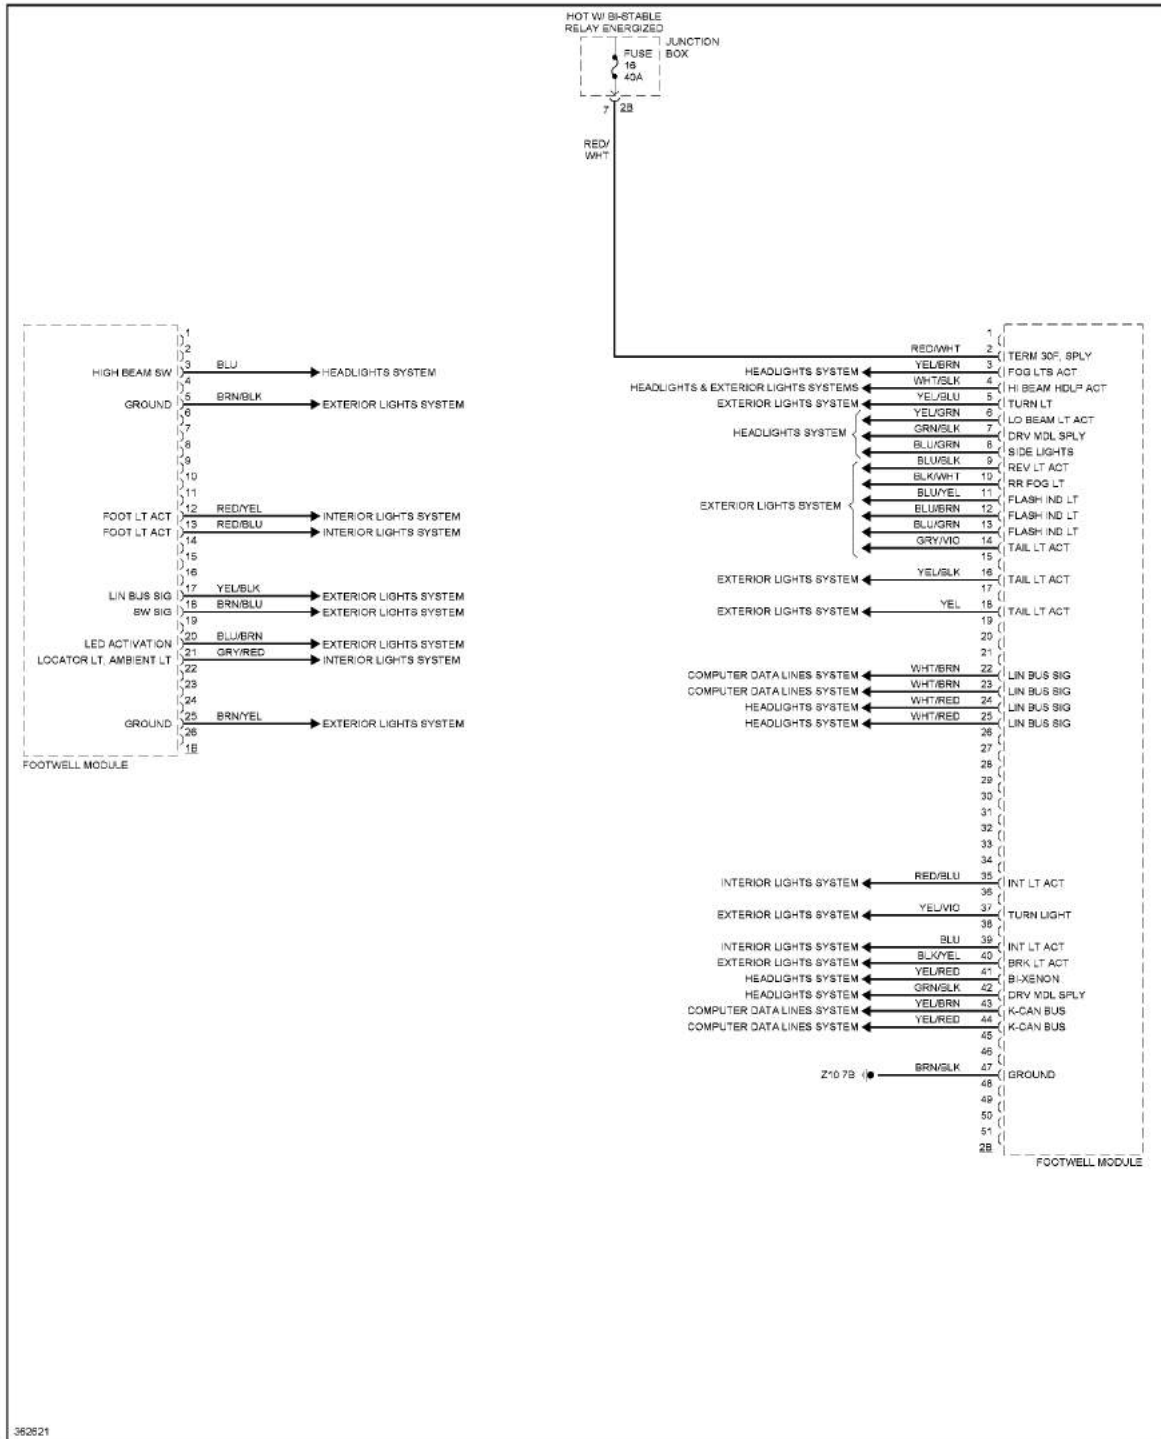 HOT W/ BI-STABLE
RELAY ENERGIZED
JUNCTION
BOX
FUSE
16
40A
7 2B
RED/
WHT
1
2
HIGH BEAM SW 3 BLU HEADLIGHTS SYSTEM
4
GROUND 5 BRN/BLK EXTERIOR LIGHTS SYSTEM
6
7
8
9
10
11
FOOT LT ACT 12 RED/YEL INTERIOR LIGHTS SYSTEM
FOOT LT ACT 13 RED/BLU INTERIOR LIGHTS SYSTEM
14
15
16
LIN BUS SIG 17 YEL/BLK EXTERIOR LIGHTS SYSTEM
SW SIG 18 BRN/BLU EXTERIOR LIGHTS SYSTEM
19
LED ACTIVATION 20 BLU/BRN EXTERIOR LIGHTS SYSTEM
LOCATOR LT, AMBIENT LT 21 GRY/RED INTERIOR LIGHTS SYSTEM
22
23
24
GROUND 25 BRN/YEL EXTERIOR LIGHTS SYSTEM
26
1B
FOOTWELL MODULE
1
RED/WHT 2 TERM 30F, SPLY
HEADLIGHTS SYSTEM YEL/BRN 3 FOG LTS ACT
HEADLIGHTS & EXTERIOR LIGHTS SYSTEMS WHT/BLK 4 HI BEAM HDLP ACT
EXTERIOR LIGHTS SYSTEM YEL/BLU 5 TURN LT
YEL/GRN 6 LO BEAM LT ACT
HEADLIGHTS SYSTEM GRN/BLK 7 DRV MDL SPLY
BLU/GRN 8 SIDE LIGHTS
BLU/BLK 9 REV LT ACT
BLK/WHT 10 RR FOG LT
EXTERIOR LIGHTS SYSTEM BLU/YEL 11 FLASH IND LT
BLU/BRN 12 FLASH IND LT
BLU/GRN 13 FLASH IND LT
GRY/VIO 14 TAIL LT ACT
15
EXTERIOR LIGHTS SYSTEM YEL/BLK 16 TAIL LT ACT
17
EXTERIOR LIGHTS SYSTEM YEL 18 TAIL LT ACT
19
20
21
COMPUTER DATA LINES SYSTEM WHT/BRN 22 LIN BUS SIG
COMPUTER DATA LINES SYSTEM WHT/BRN 23 LIN BUS SIG
HEADLIGHTS SYSTEM WHT/RED 24 LIN BUS SIG
HEADLIGHTS SYSTEM WHT/RED 25 LIN BUS SIG
26
27
28
29
30
31
32
33
34
INTERIOR LIGHTS SYSTEM RED/BLU 35 INT LT ACT
36
EXTERIOR LIGHTS SYSTEM YEL/VIO 37 TURN LIGHT
38
INTERIOR LIGHTS SYSTEM BLU 39 INT LT ACT
EXTERIOR LIGHTS SYSTEM BLK/YEL 40 BRK LT ACT
HEADLIGHTS SYSTEM YEL/RED 41 BI-XENON
HEADLIGHTS SYSTEM GRN/BLK 42 DRV MDL SPLY
COMPUTER DATA LINES SYSTEM YEL/BRN 43 K-CAN BUS
COMPUTER DATA LINES SYSTEM YEL/RED 44 K-CAN BUS
45
46
Z10 7B BRN/BLK 47 GROUND
48
49
50
51
2B
FOOTWELL MODULE
362621